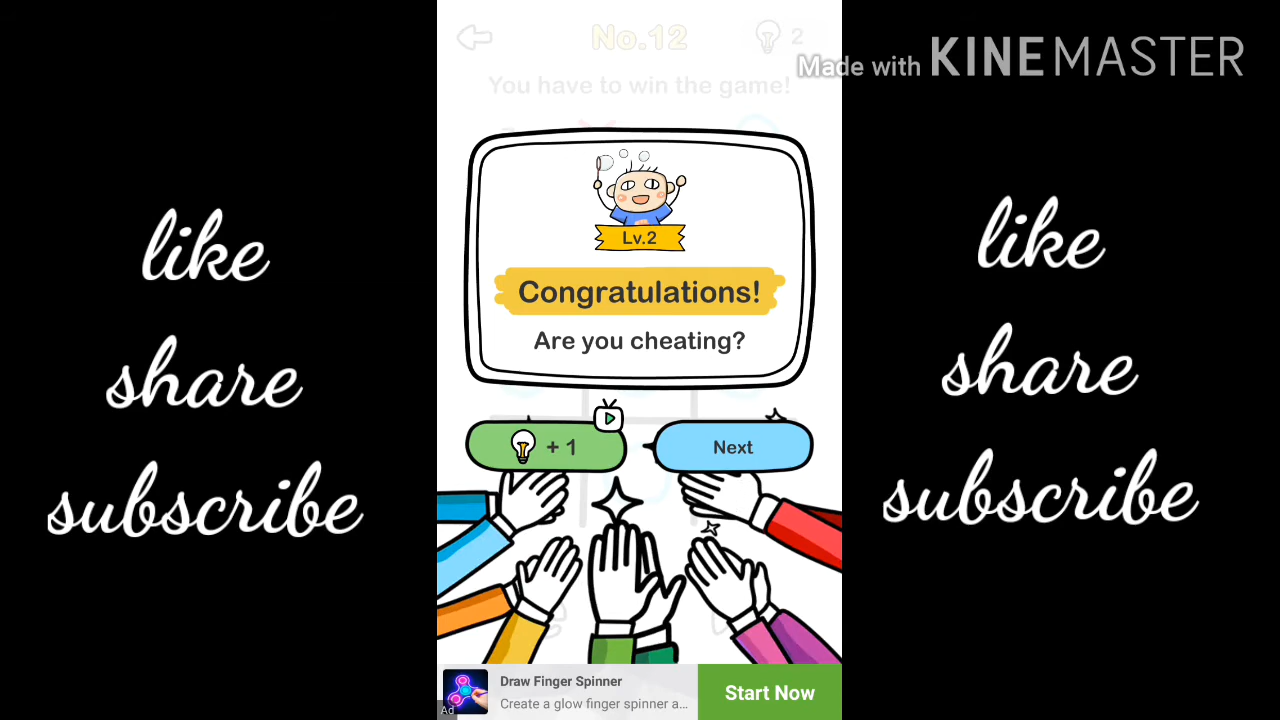 No.12
2
You have to win the game!
Made with KINEMASTER
Lv.2
Congratulations!
Are you cheating?
+ 1
Next
like
share
subscribe
like
share
subscribe
Draw Finger Spinner
Create a glow finger spinner a...
Ad
Start Now